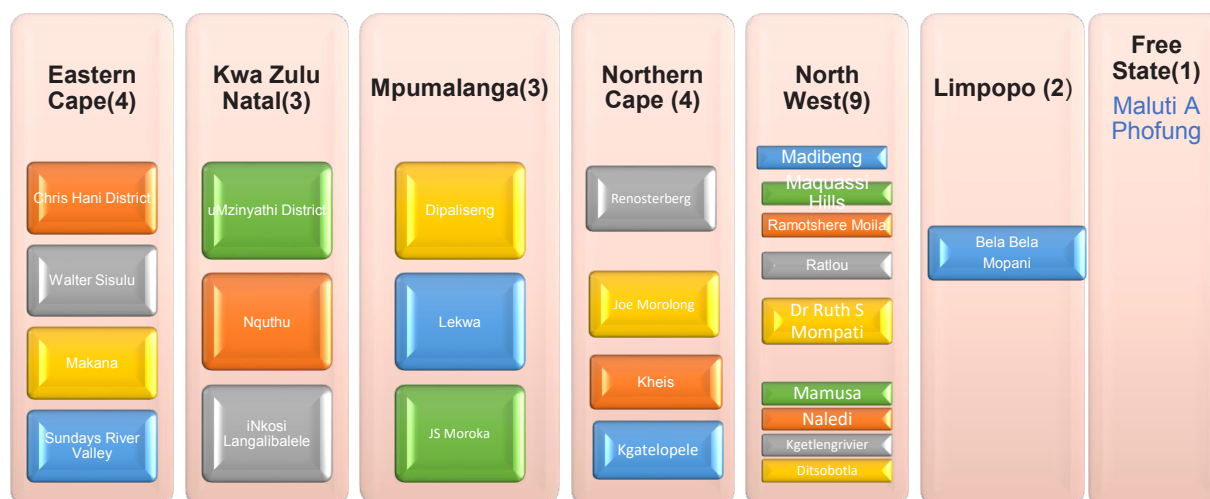 Eastern
Cape(4)
Chris Hani District
Walter Sisulu
Makana
Sundays River
Valley
Kwa Zulu
Natal(3)
uMzinyathi District
Nquthu
iNkosi
Langalibalele
Mpumalanga(3)
Dipaliseng
Lekwa
JS Moroka
Northern
Cape (4)
Renosterberg
Joe Morolong
Kheis
Kgatelopele
North
West(9)
Madibeng
Maquassi
Hills
Ramotshere Moila
Ratlou
Dr Ruth S
Mompati
Mamusa
Naledi
Kgetlengrivier
Ditsobotla
Limpopo (2)
Bela Bela
Mopani
Free
State(1)
Maluti A
Phofung